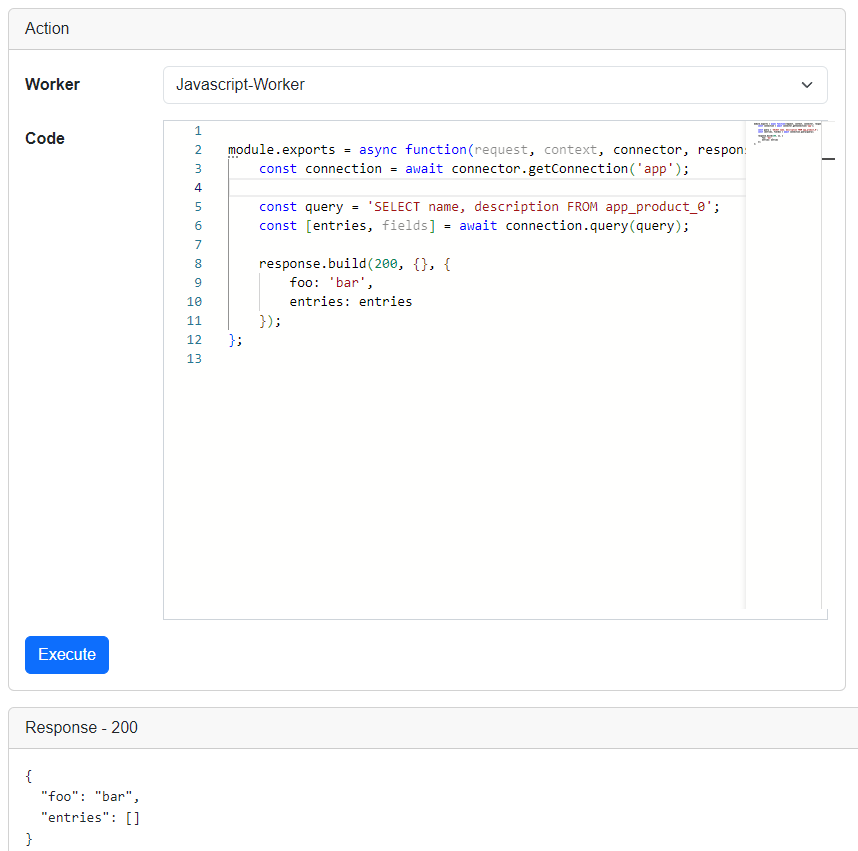 Action
Worker
Javascript-Worker
Code
1
2 module.exports = async function(request, context, connector, respon
3 const connection = await connector.getConnection('app');
4
5 const query = 'SELECT name, description FROM app_product_0';
6 const [entries, fields] = await connection.query(query);
7
8 response.build(200, {}, {
9 foo: 'bar',
10 entries: entries
11 });
12 };
13
Execute
Response - 200
{
"foo": "bar",
"entries": []
}